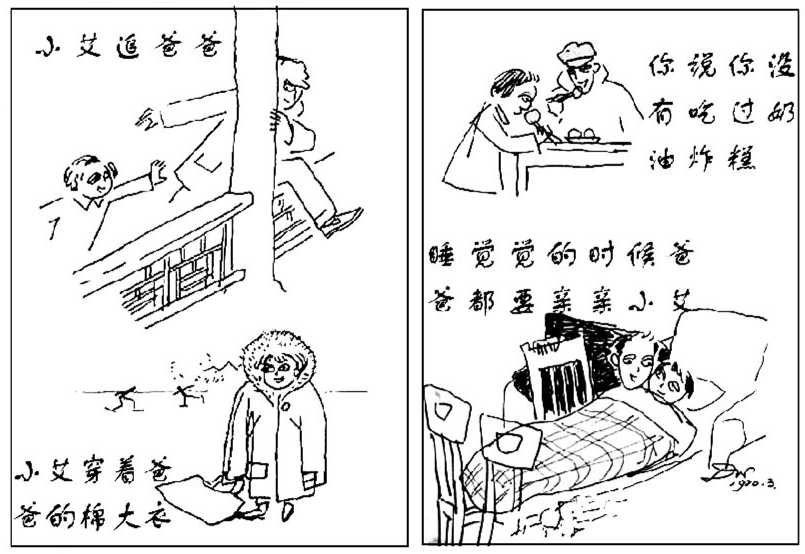 小艾追爸爸
小艾穿着爸
爸的棉大衣
你说你没
有吃过奶
油炸糕
睡觉觉的时候爸
爸都要亲亲小艾
1970.3.